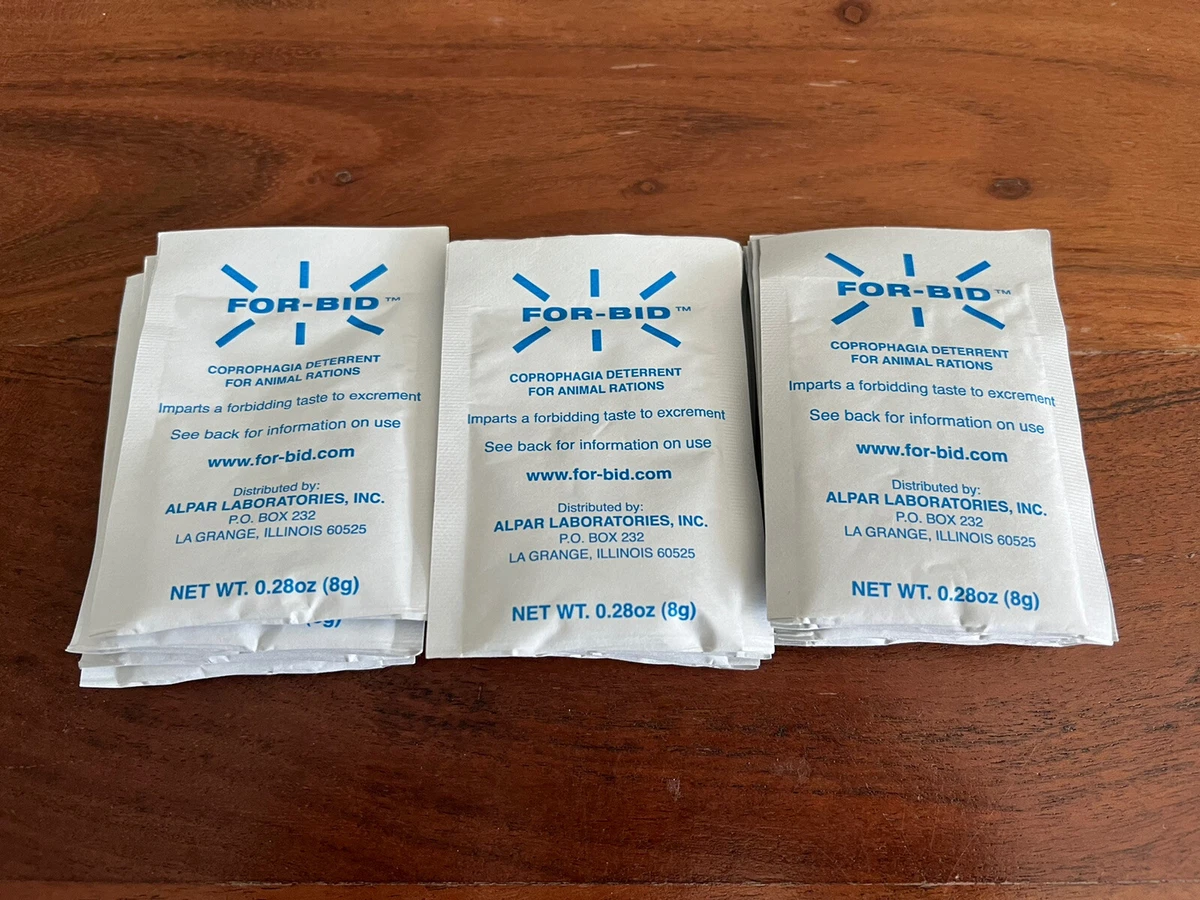 FOR-BID™
COPROPHAGIA DETERRENT
FOR ANIMAL RATIONS
Imparts a forbidding taste to excrement
See back for information on use
www.for-bid.com
Distributed by:
ALPAR LABORATORIES, INC.
P.O. BOX 232
LA GRANGE, ILLINOIS 60525
NET WT. 0.28oz (8g)
FOR-BID™
COPROPHAGIA DETERRENT
FOR ANIMAL RATIONS
Imparts a forbidding taste to excrement
See back for information on use
www.for-bid.com
Distributed by:
ALPAR LABORATORIES, INC.
P.O. BOX 232
LA GRANGE, ILLINOIS 60525
NET WT. 0.28oz (8g)
FOR-BID™
COPROPHAGIA DETERRENT
FOR ANIMAL RATIONS
Imparts a forbidding taste to excrement
See back for information on use
www.for-bid.com
Distributed by:
ALPAR LABORATORIES, INC.
P.O. BOX 232
LA GRANGE, ILLINOIS 60525
NET WT. 0.28oz (8g)